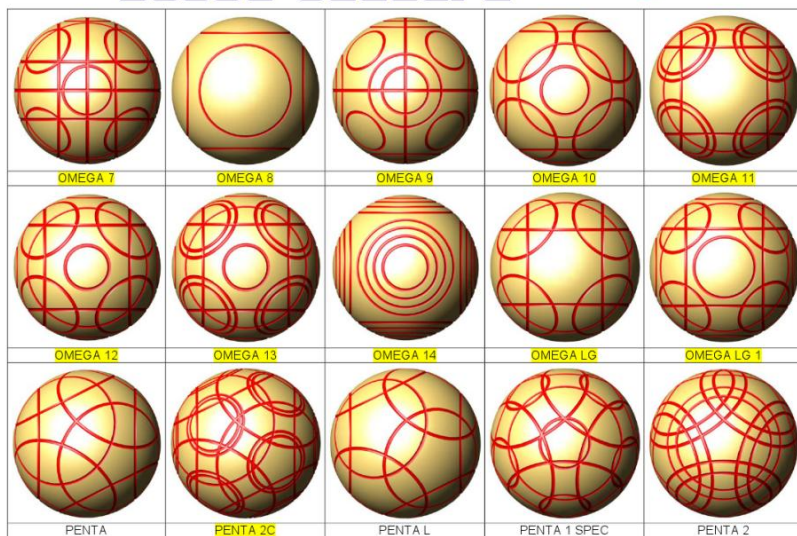 OMEGA 7
OMEGA 8
OMEGA 9
OMEGA 10
OMEGA 11
OMEGA 12
OMEGA 13
OMEGA 14
OMEGA LG
OMEGA LG 1
PENTA
PENTA 2C
PENTA L
PENTA 1 SPEC
PENTA 2